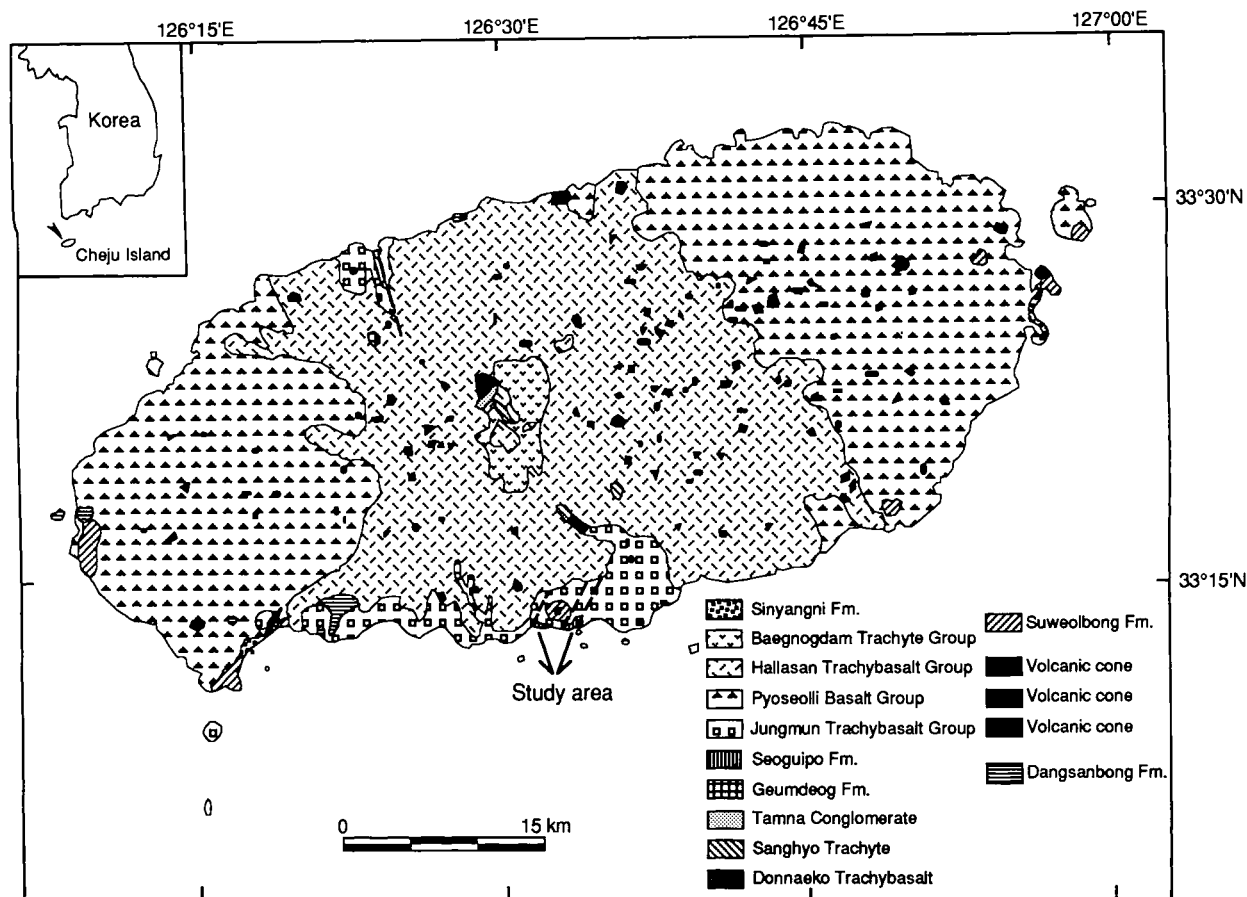 126°15'E
126°30'E
126°45'E
127°00'E
Korea
Cheju Island
33°30'N
33°15'N
Study area
0
15 km
Sinyangni Fm.
Baegnogdam Trachyte Group
Hallasan Trachybasalt Group
Pyoseolli Basalt Group
Jungmun Trachybasalt Group
Seoguipo Fm.
Geumdeog Fm.
Tamna Conglomerate
Sanghyo Trachyte
Donnaeko Trachybasalt
Suweolbong Fm.
Volcanic cone
Volcanic cone
Volcanic cone
Dangsanbong Fm.